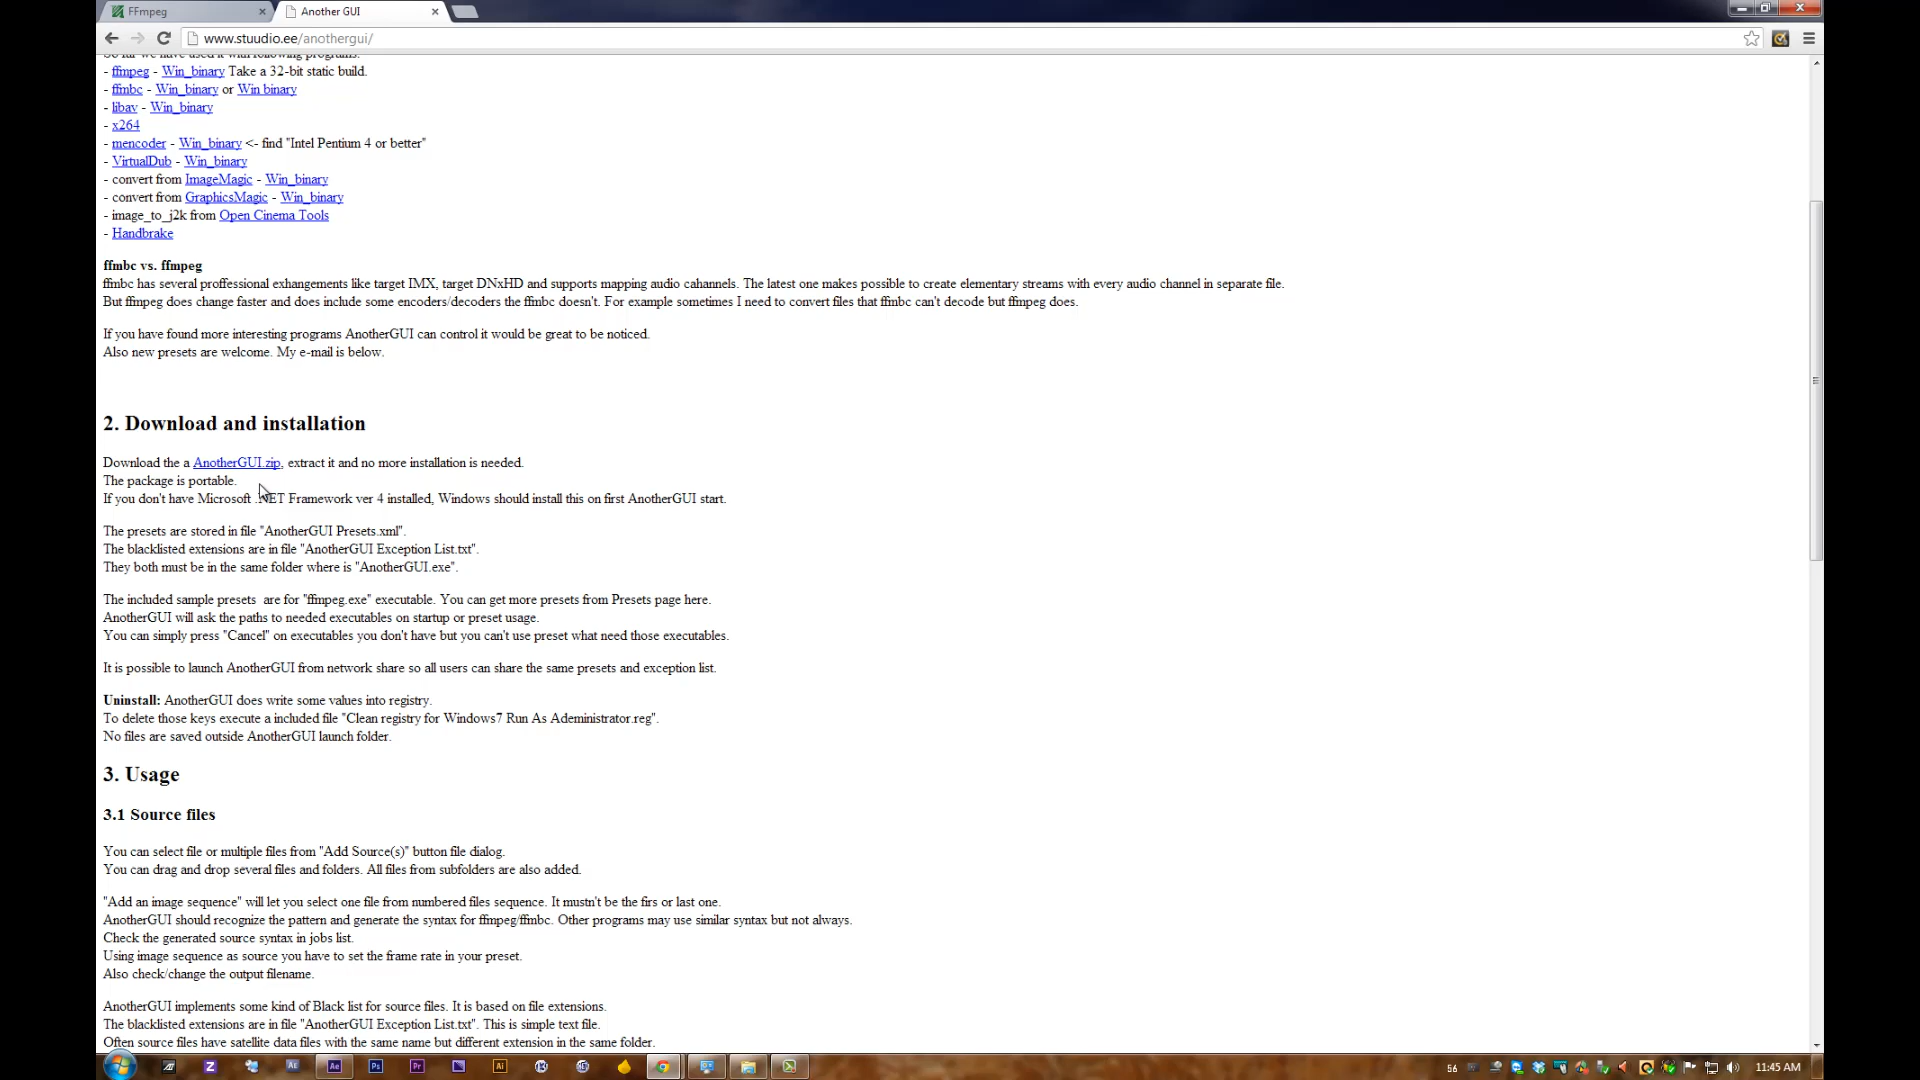 FFmpeg
Another GUI
www.stuudio.ee/anothergui/
So far we have used it with following programs:
- ffmpeg - Win_binary Take a 32-bit static build.
- ffmbc - Win_binary or Win binary
- libav - Win_binary
- x264
- mencoder - Win_binary <- find "Intel Pentium 4 or better"
- VirtualDub - Win_binary
- convert from ImageMagic - Win_binary
- convert from GraphicsMagic - Win_binary
- image_to_j2k from Open Cinema Tools
- Handbrake
ffmbc vs. ffmpeg
ffmbc has several proffessional exhangements like target IMX, target DNxHD and supports mapping audio cahannels. The latest one makes possible to create elementary streams with every audio channel in separate file.
But ffmpeg does change faster and does include some encoders/decoders the ffmbc doesn't. For example sometimes I need to convert files that ffmbc can't decode but ffmpeg does.
If you have found more interesting programs AnotherGUI can control it would be great to be noticed.
Also new presets are welcome. My e-mail is below.
2. Download and installation
Download the a AnotherGUI.zip, extract it and no more installation is needed.
The package is portable.
If you don't have Microsoft .NET Framework ver 4 installed, Windows should install this on first AnotherGUI start.
The presets are stored in file "AnotherGUI Presets.xml".
The blacklisted extensions are in file "AnotherGUI Exception List.txt".
They both must be in the same folder where is "AnotherGUI.exe".
The included sample presets are for "ffmpeg.exe" executable. You can get more presets from Presets page here.
AnotherGUI will ask the paths to needed executables on startup or preset usage.
You can simply press "Cancel" on executables you don't have but you can't use preset what need those executables.
It is possible to launch AnotherGUI from network share so all users can share the same presets and exception list.
Uninstall: AnotherGUI does write some values into registry.
To delete those keys execute a included file "Clean registry for Windows7 Run As Adeministrator.reg".
No files are saved outside AnotherGUI launch folder.
3. Usage
3.1 Source files
You can select file or multiple files from "Add Source(s)" button file dialog.
You can drag and drop several files and folders. All files from subfolders are also added.
"Add an image sequence" will let you select one file from numbered files sequence. It mustn't be the firs or last one.
AnotherGUI should recognize the pattern and generate the syntax for ffmpeg/ffmbc. Other programs may use similar syntax but not always.
Check the generated source syntax in jobs list.
Using image sequence as source you have to set the frame rate in your preset.
Also check/change the output filename.
AnotherGUI implements some kind of Black list for source files. It is based on file extensions.
The blacklisted extensions are in file "AnotherGUI Exception List.txt". This is simple text file.
Often source files have satellite data files with the same name but different extension in the same folder.
Z
Ae
Ps
Pr
Ai
56
11:45 AM